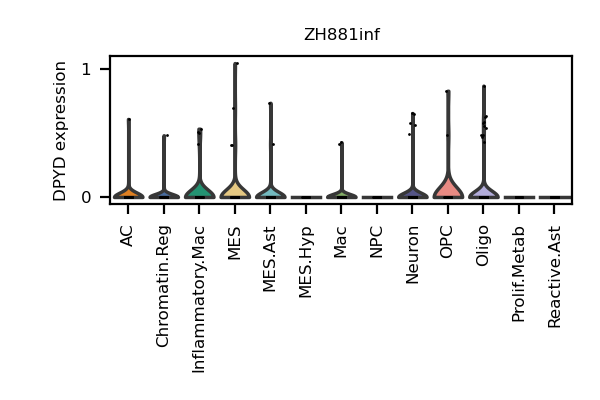 ZH881inf
DPYD expression
1
0
AC
Chromatin.Reg
Inflammatory.Mac
MES
MES.Ast
MES.Hyp
Mac
NPC
Neuron
OPC
Oligo
Prolif.Metab
Reactive.Ast